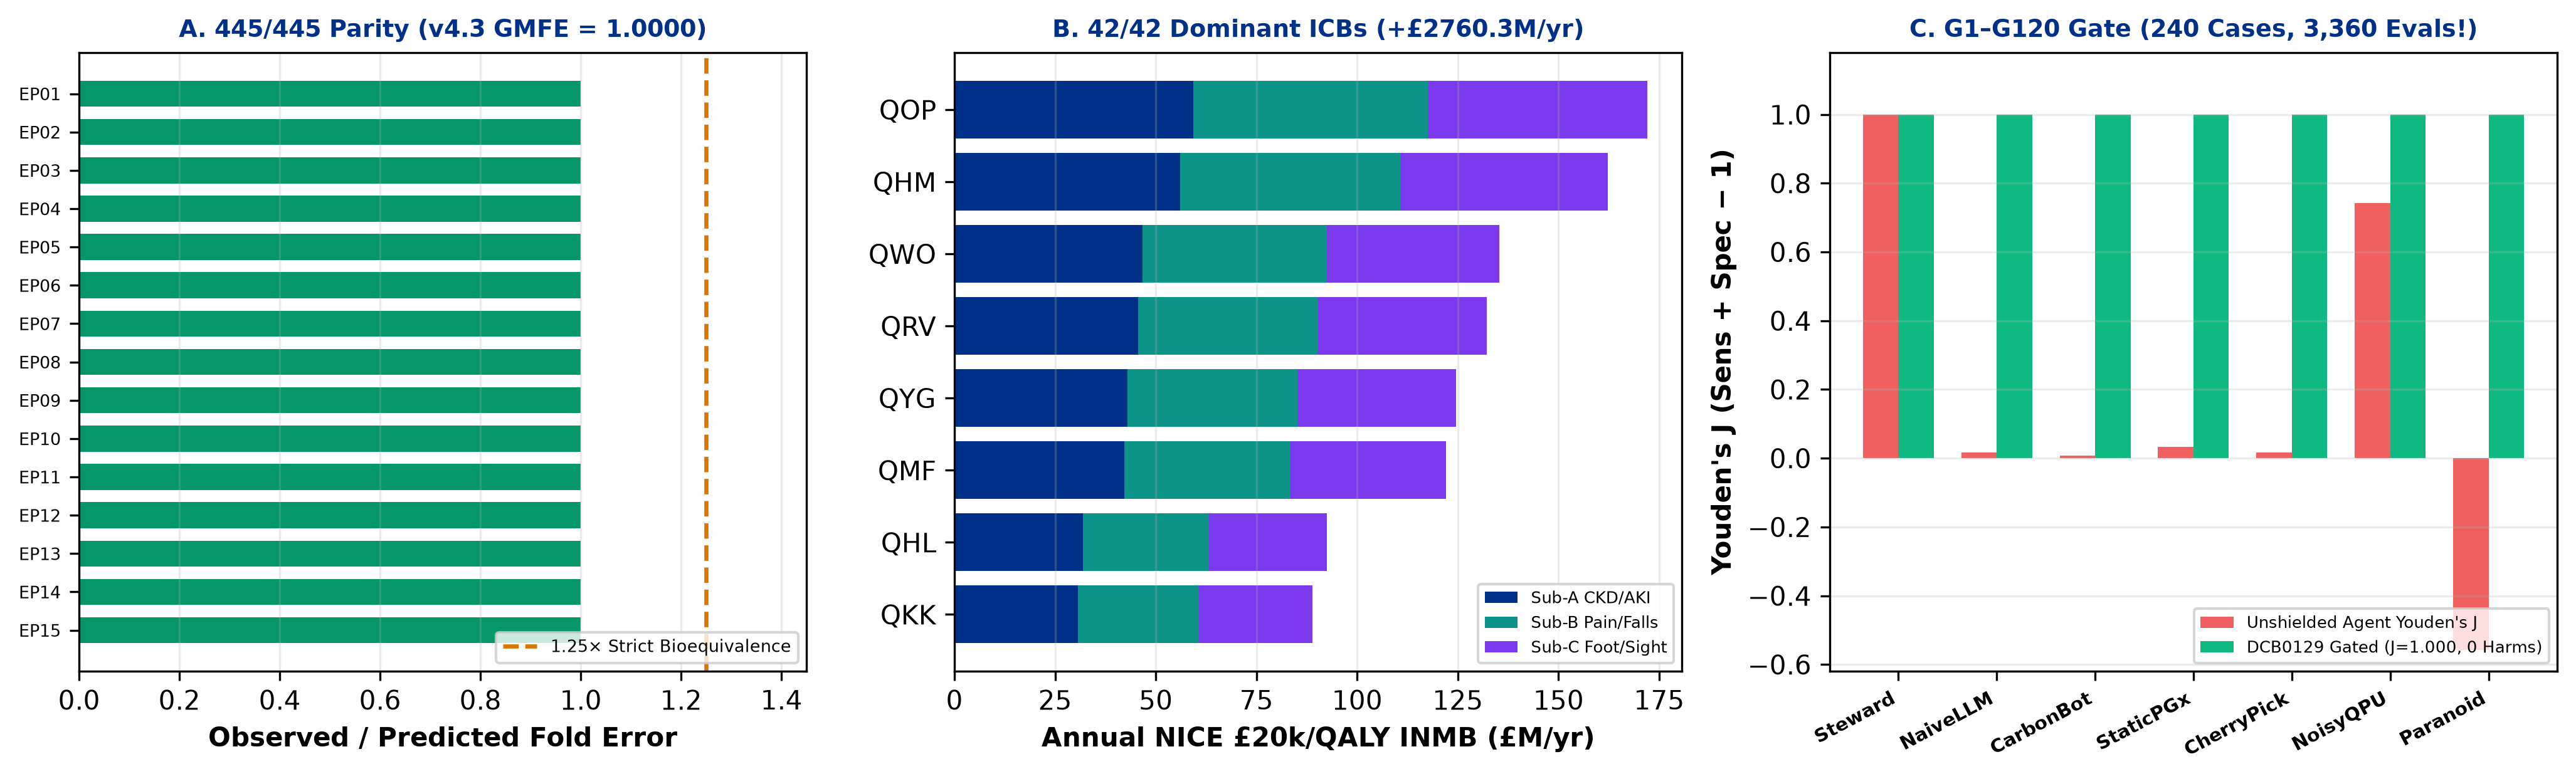 A. 445/445 Parity (v4.3 GMFE = 1.0000)
EP01
EP02
EP03
EP04
EP05
EP06
EP07
EP08
EP09
EP10
EP11
EP12
EP13
EP14
EP15
1.25× Strict Bioequivalence
0.0 0.2 0.4 0.6 0.8 1.0 1.2 1.4
Observed / Predicted Fold Error
B. 42/42 Dominant ICBs (+£2760.3M/yr)
QOP
QHM
QWO
QRV
QYG
QMF
QHL
QKK
Sub-A CKD/AKI
Sub-B Pain/Falls
Sub-C Foot/Sight
0 25 50 75 100 125 150 175
Annual NICE £20k/QALY INMB (£M/yr)
C. G1–G120 Gate (240 Cases, 3,360 Evals!)
Youden's J (Sens + Spec − 1)
1.0
0.8
0.6
0.4
0.2
0.0
−0.2
−0.4
−0.6
Unshielded Agent Youden's J
DCB0129 Gated (J=1.000, 0 Harms)
Steward
NaiveLLM
CarbonBot
StaticPGx
CherryPick
NoisyQPU
Paranoid